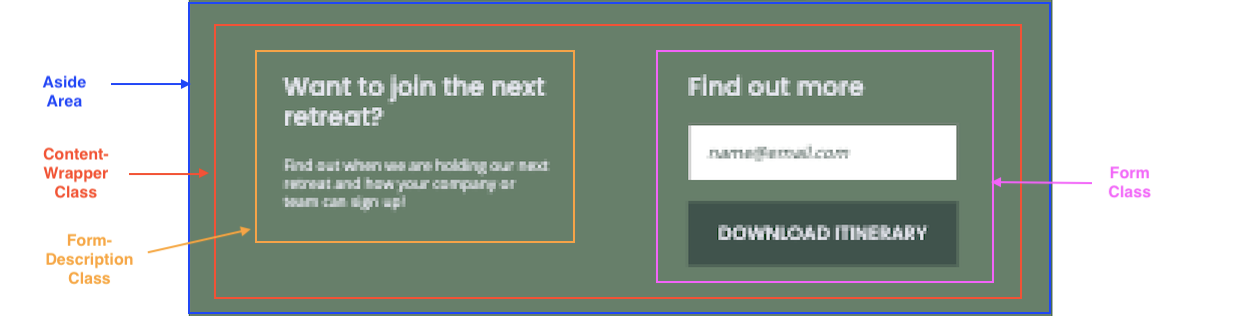 Aside
Area
Content-
Wrapper
Class
Form-
Description
Class
Want to join the next
retreat?
Find out when we are holding our next
retreat and how your company or
team can sign up!
Find out more
name@email.com
DOWNLOAD ITINERARY
Form
Class